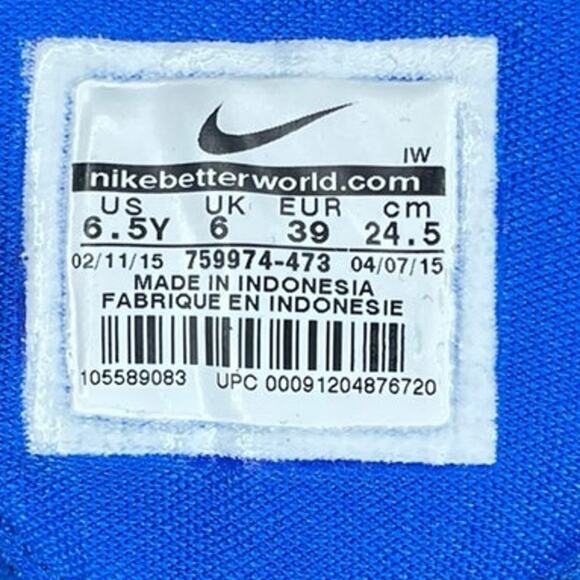 IW
nikebetterworld.com
US UK EUR cm
6.5Y 6 39 24.5
02/11/15 759974-473 04/07/15
MADE IN INDONESIA
FABRIQUE EN INDONESIE
105589083 UPC 00091204876720